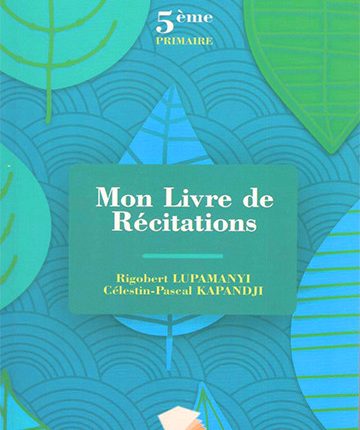 5ème
PRIMAIRE
Mon Livre de
Récitations
Rigobert LUPAMANYI
Célestin-Pascal KAPANDJI